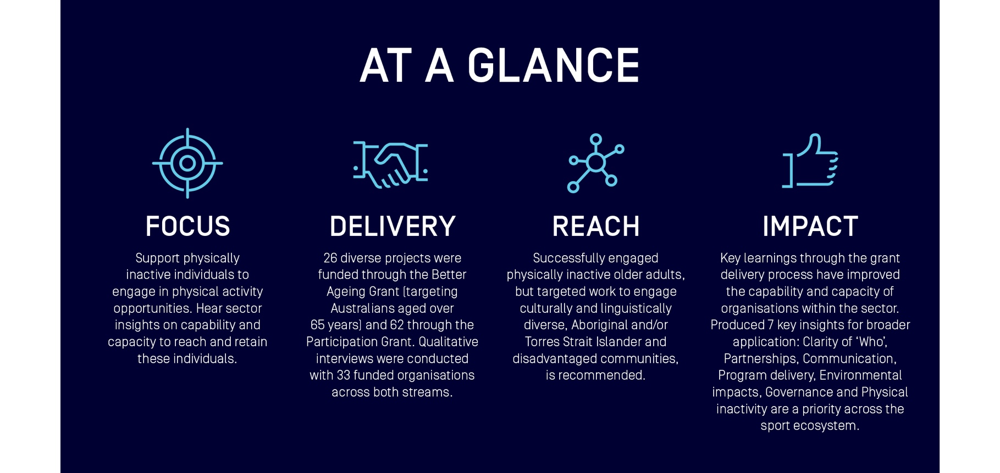 AT A GLANCE
FOCUS
Support physically
inactive individuals to
engage in physical activity
opportunities. Hear sector
insights on capability and
capacity to reach and retain
these individuals.
DELIVERY
26 diverse projects were
funded through the Better
Ageing Grant (targeting
Australians aged over
65 years) and 62 through the
Participation Grant. Qualitative
interviews were conducted
with 33 funded organisations
across both streams.
REACH
Successfully engaged
physically inactive older adults,
but targeted work to engage
culturally and linguistically
diverse, Aboriginal and/or
Torres Strait Islander and
disadvantaged communities,
is recommended.
IMPACT
Key learnings through the grant
delivery process have improved
the capability and capacity of
organisations within the sector.
Produced 7 key insights for broader
application: Clarity of ‘Who’,
Partnerships, Communication,
Program delivery, Environmental
impacts, Governance and Physical
inactivity are a priority across the
sport ecosystem.